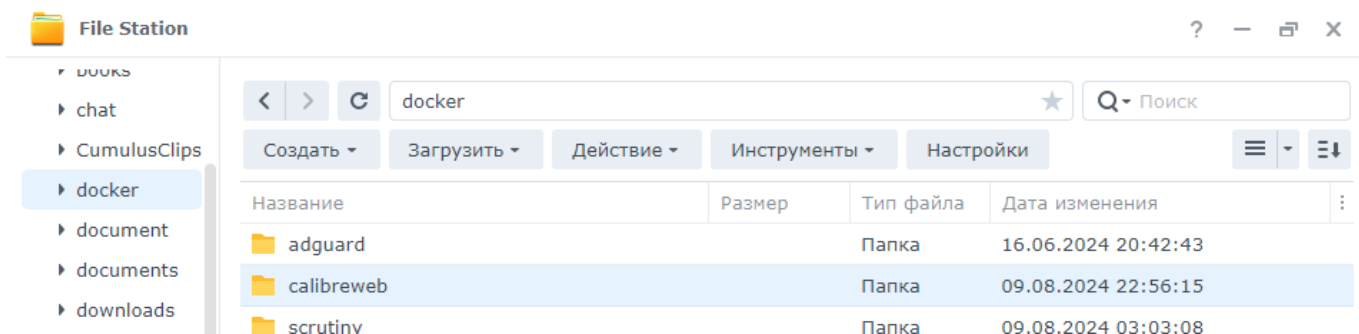 File Station
books
chat
CumulusClips
docker
document
documents
downloads
docker
Поиск
Создать Загрузить Действие Инструменты Настройки
Название Размер Тип файла Дата изменения
adguard Папка 16.06.2024 20:42:43
calibreweb Папка 09.08.2024 22:56:15
scrutiny Папка 09.08.2024 03:03:08